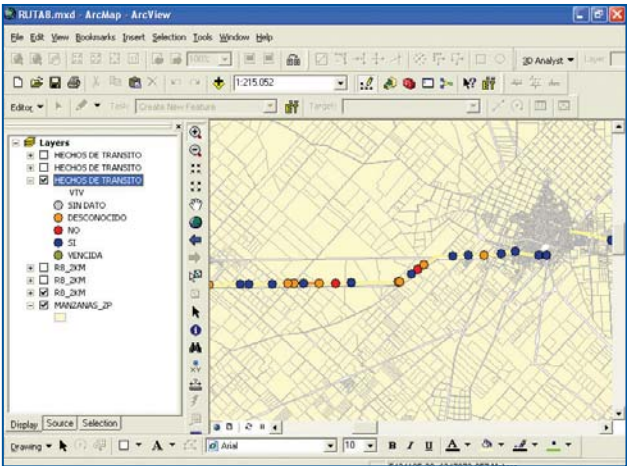 RUTA8.mxd - ArcMap - ArcView
File Edit View Bookmarks Insert Selection Tools Window Help
100%
3D Analyst
Layer
1:215.052
Editor
Task: Create New Feature
Target:
Layers
HECHOS DE TRANSITO
HECHOS DE TRANSITO
HECHOS DE TRANSITO
VTV
SIN DATO
DESCONOCIDO
NO
SI
VENCIDA
R8_2KM
R8_2KM
R8_2KM
MANZANAS_ZP
Display Source Selection
Drawing
A
Arial
10
B I U A